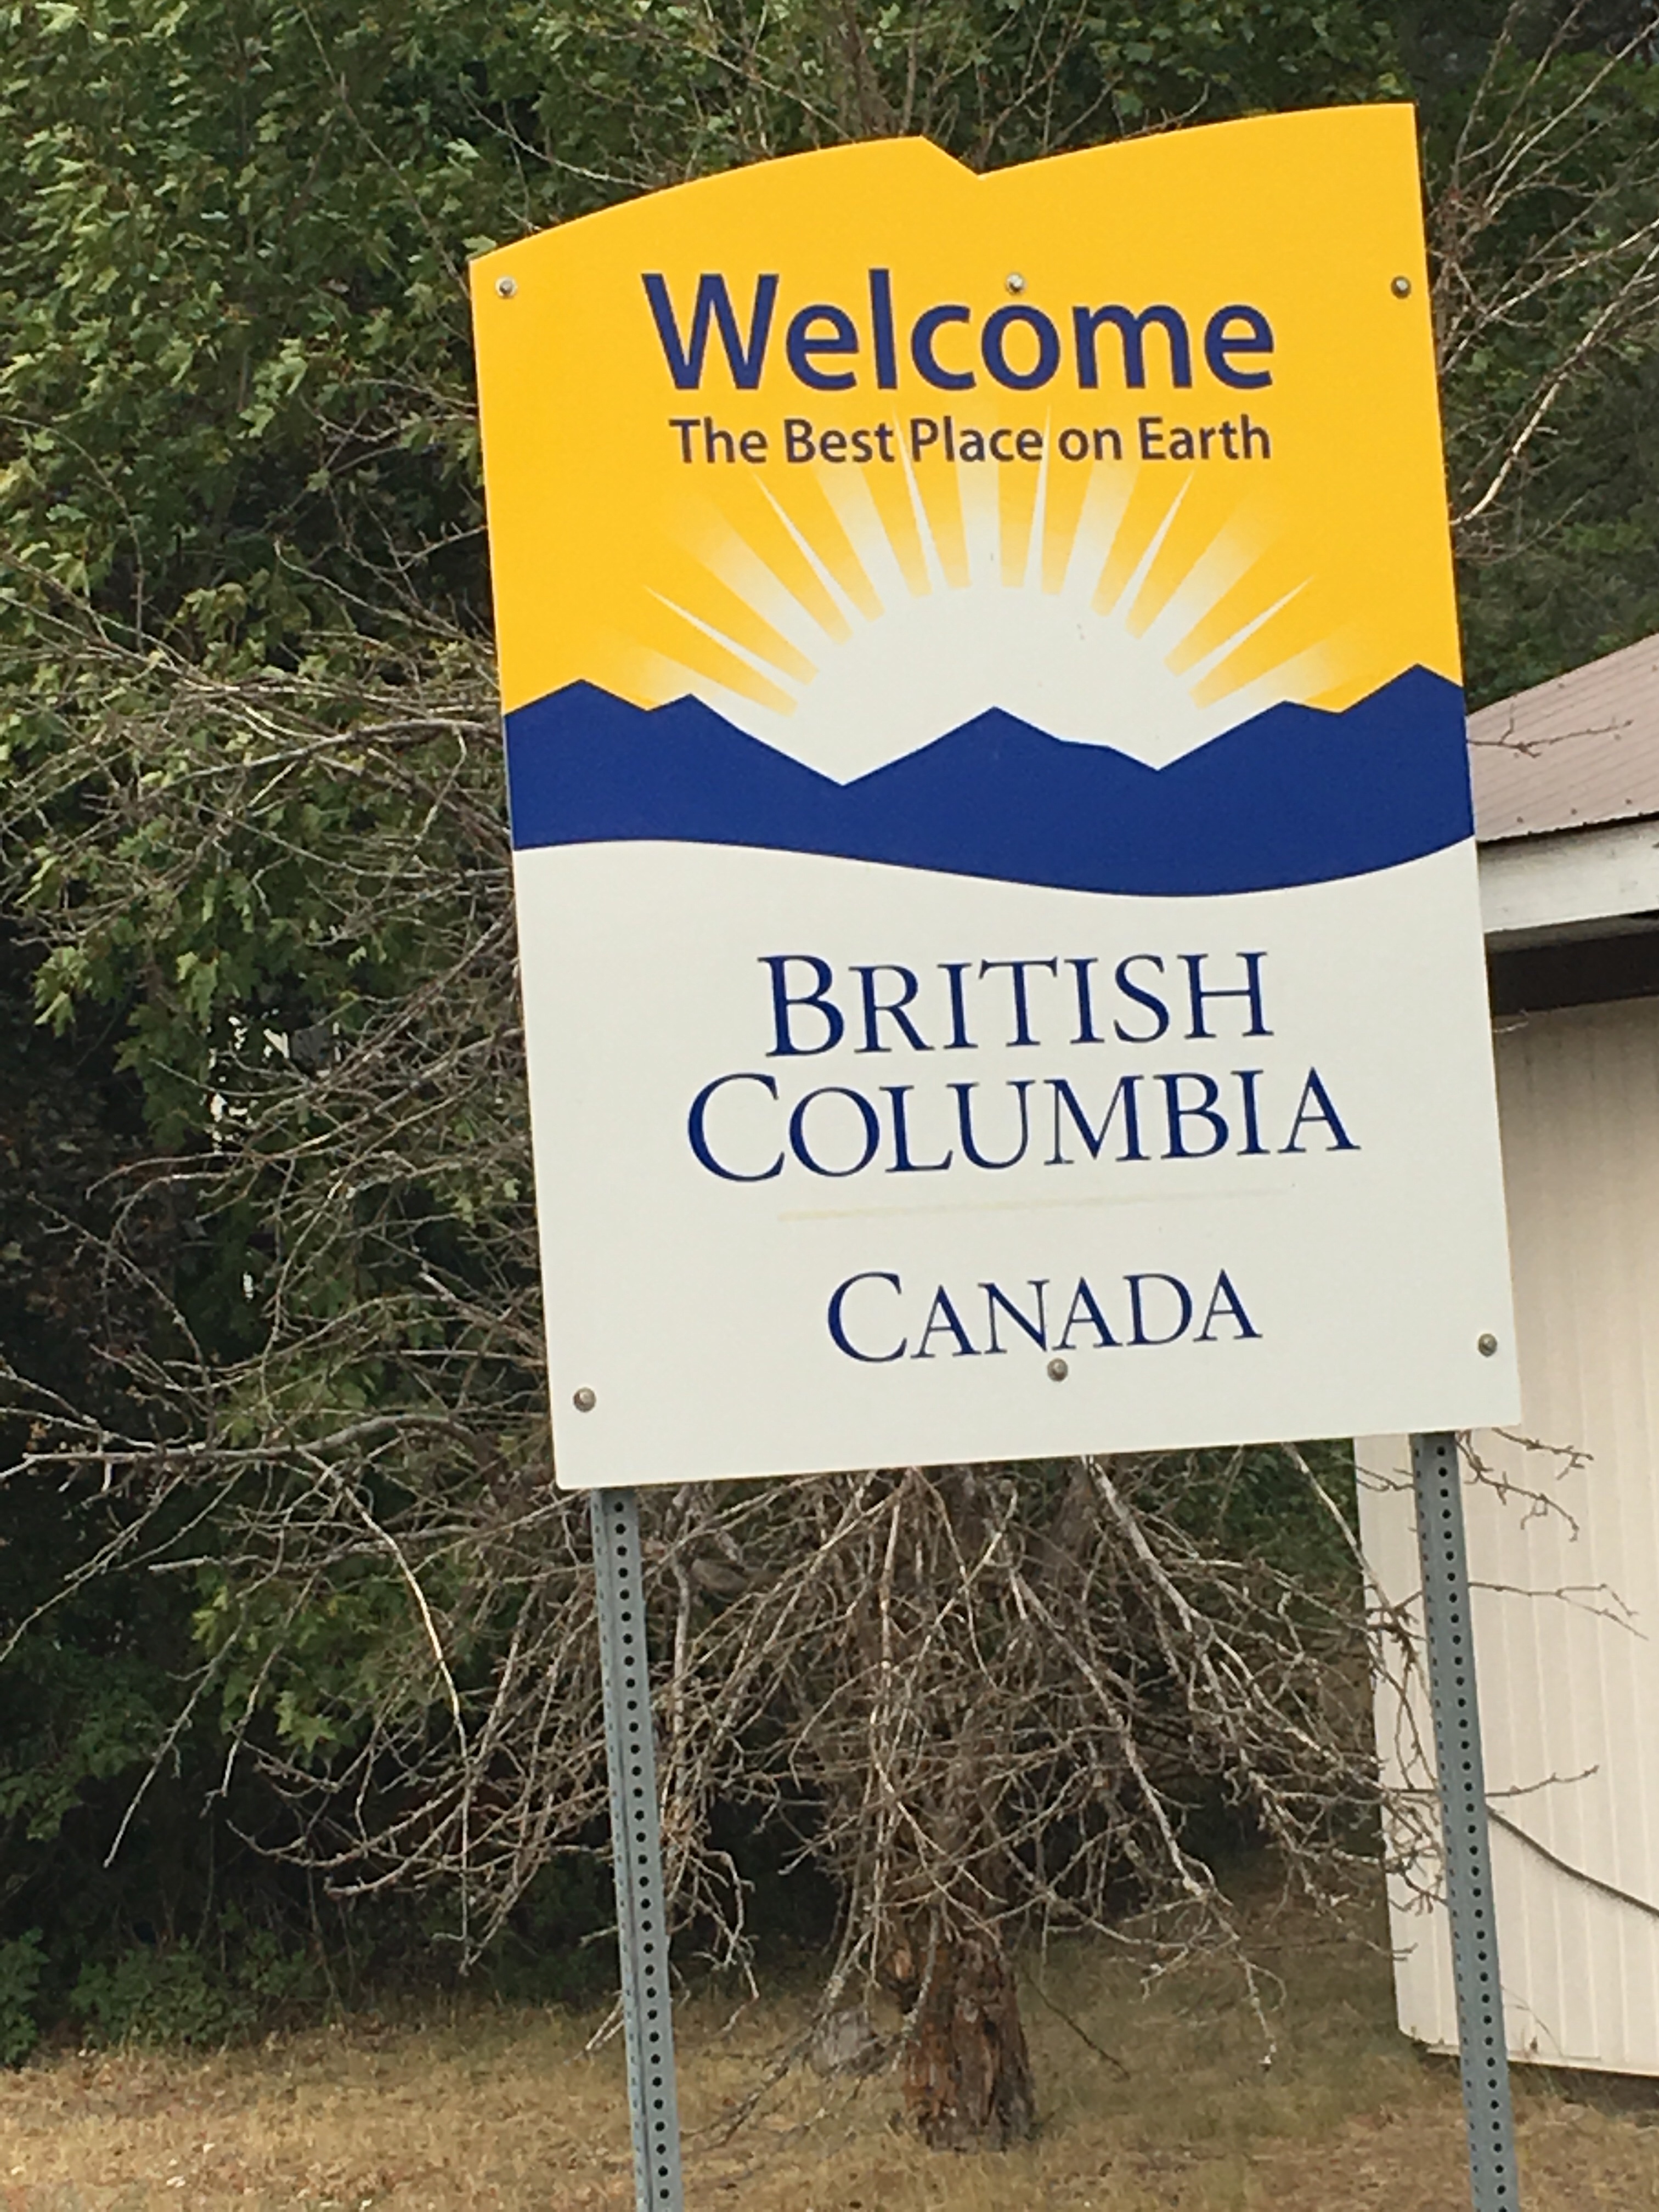 Welcome
The Best Place on Earth
BRITISH
COLUMBIA
CANADA